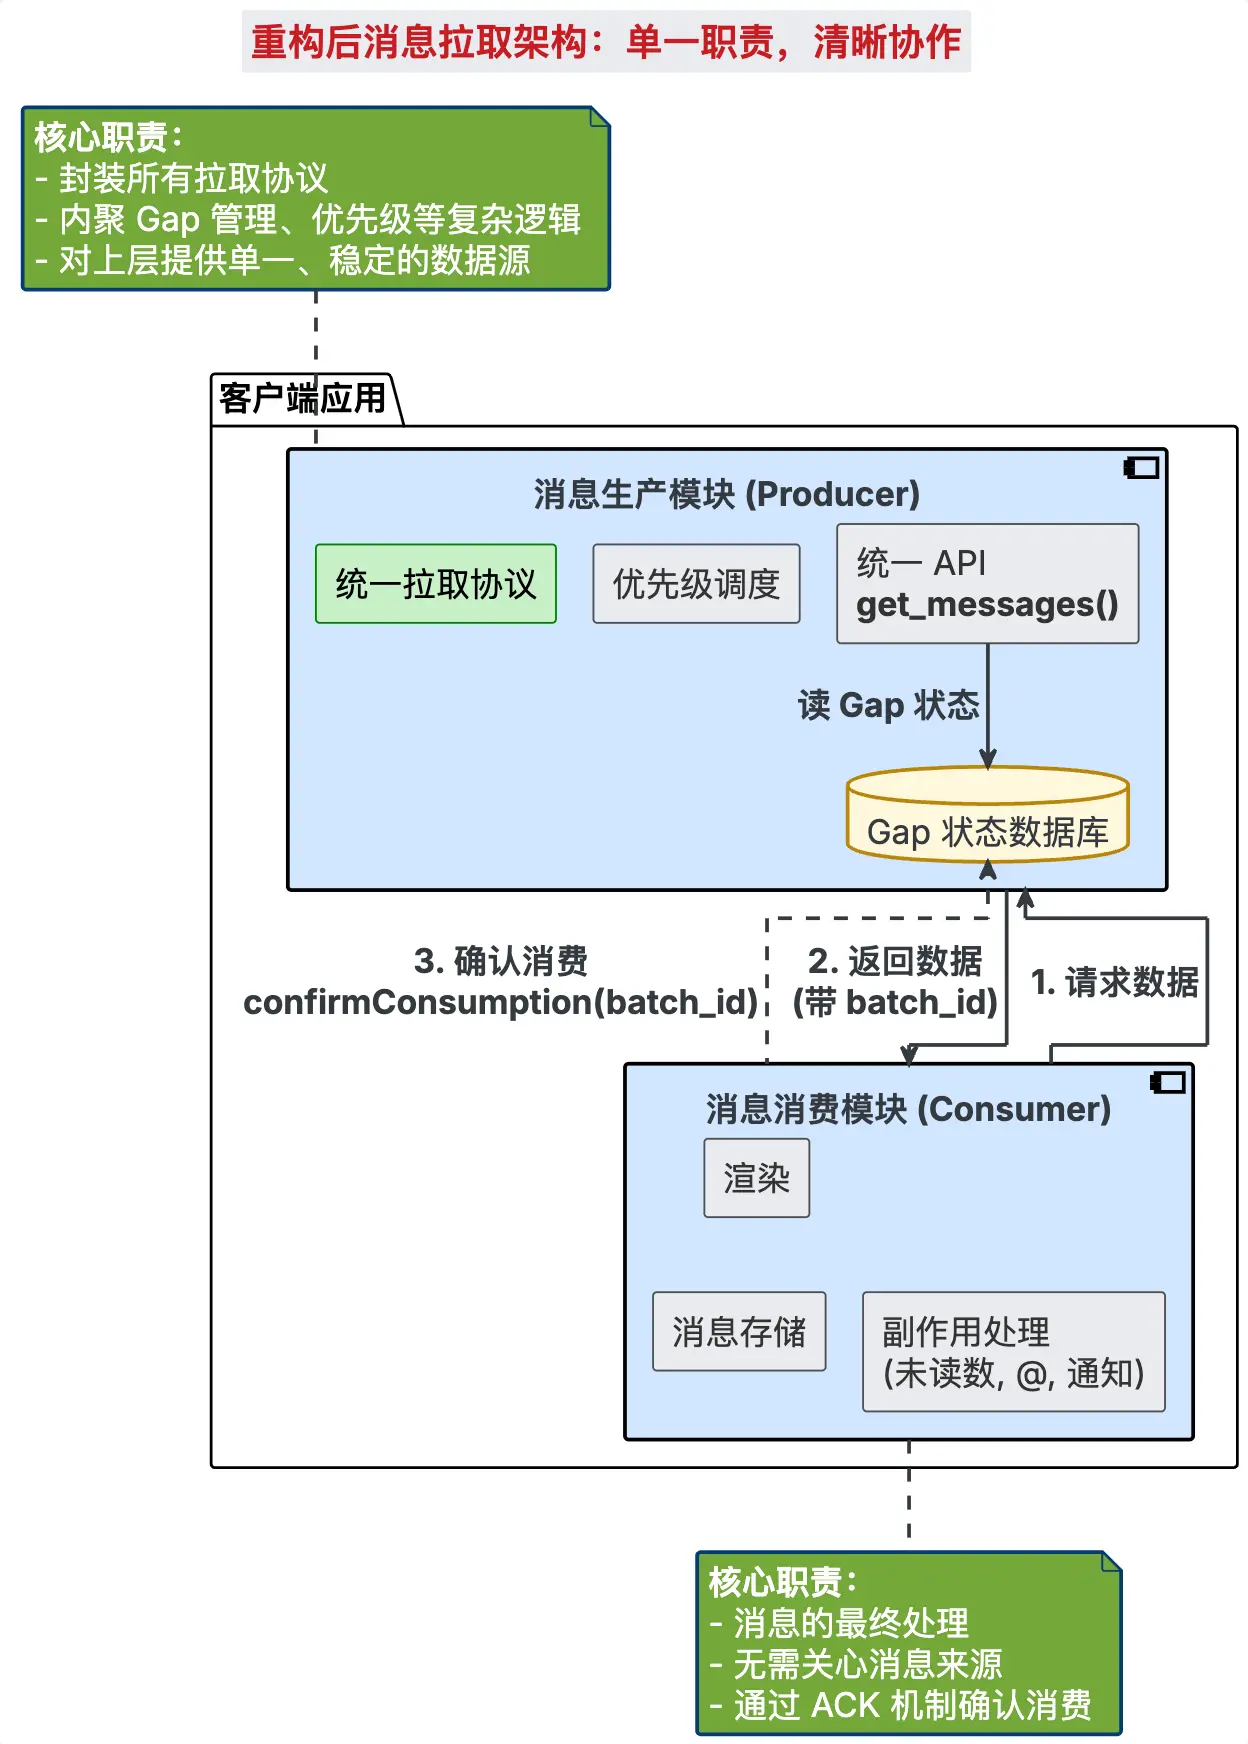 重构后消息拉取架构：单一职责，清晰协作
核心职责：
- 封装所有拉取协议
- 内聚 Gap 管理、优先级等复杂逻辑
- 对上层提供单一、稳定的数据源
客户端应用
消息生产模块 (Producer)
统一拉取协议
优先级调度
统一 API
get_messages()
读 Gap 状态
Gap 状态数据库
3. 确认消费
confirmConsumption(batch_id)
2. 返回数据
(带 batch_id)
1. 请求数据
消息消费模块 (Consumer)
渲染
消息存储
副作用处理
(未读数, @, 通知)
核心职责：
- 消息的最终处理
- 无需关心消息来源
- 通过 ACK 机制确认消费